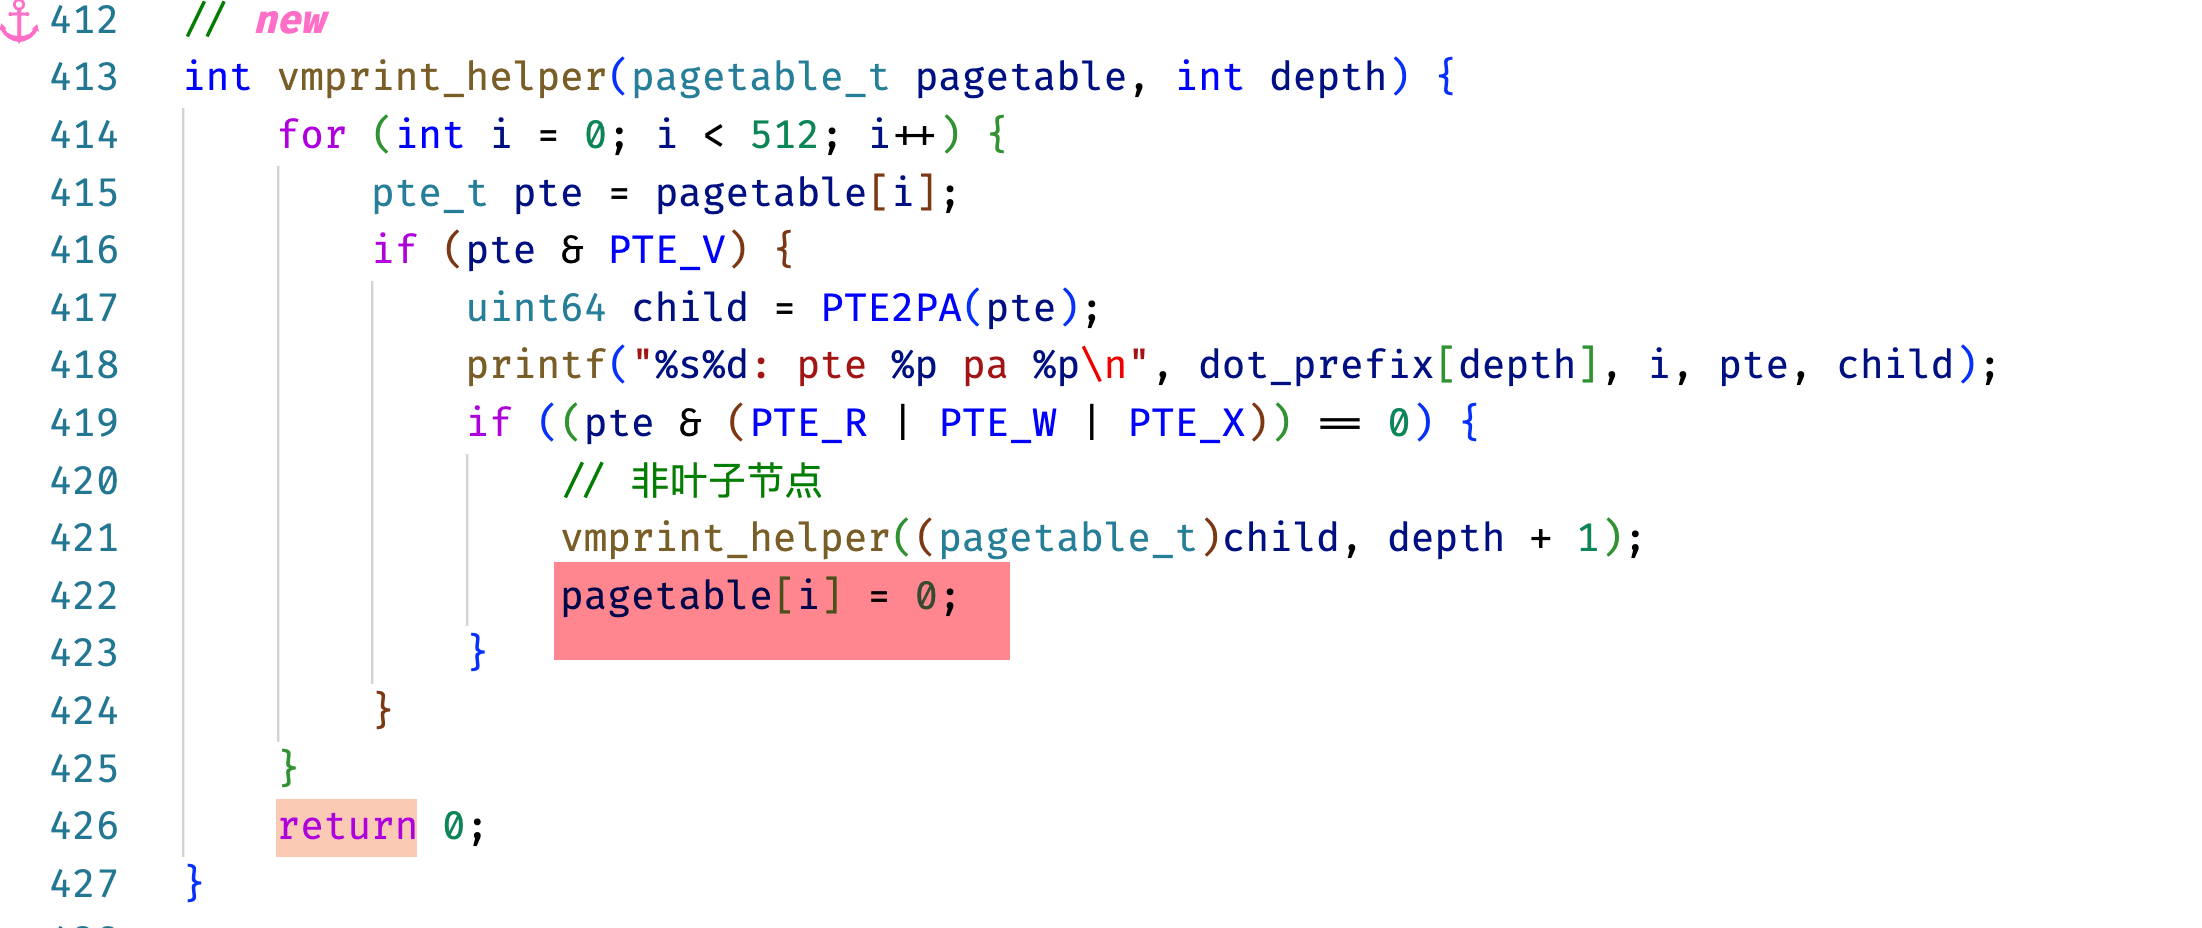 412 // new
413 int vmprint_helper(pagetable_t pagetable, int depth) {
414 for (int i = 0; i < 512; i++) {
415 pte_t pte = pagetable[i];
416 if (pte & PTE_V) {
417 uint64 child = PTE2PA(pte);
418 printf("%s%d: pte %p pa %p\n", dot_prefix[depth], i, pte, child);
419 if ((pte & (PTE_R | PTE_W | PTE_X)) == 0) {
420 // 非叶子节点
421 vmprint_helper((pagetable_t)child, depth + 1);
422 pagetable[i] = 0;
423 }
424 }
425 }
426 return 0;
427 }